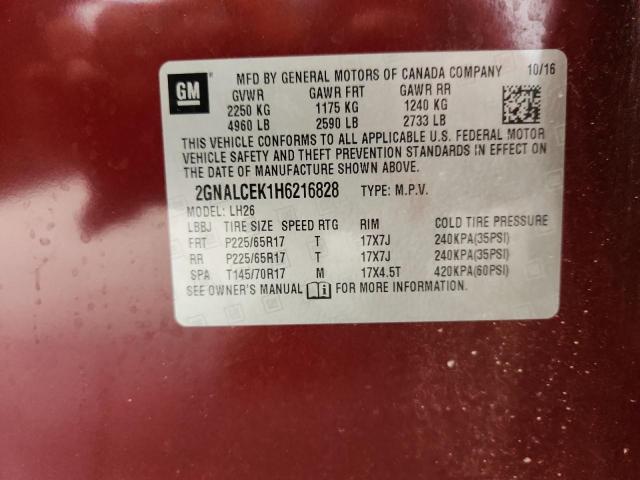 MFD BY GENERAL MOTORS OF CANADA COMPANY 10/16
GM
GVWR GAWR FRT GAWR RR
2250 KG 1175 KG 1240 KG
4960 LB 2590 LB 2733 LB
THIS VEHICLE CONFORMS TO ALL APPLICABLE U.S. FEDERAL MOTOR
VEHICLE SAFETY AND THEFT PREVENTION STANDARDS IN EFFECT ON
THE DATE OF MANUFACTURE SHOWN ABOVE.
2GNALCEK1H6216828 TYPE: M.P.V.
MODEL: LH26
LBBJ TIRE SIZE SPEED RTG RIM COLD TIRE PRESSURE
FRT P225/65R17 T 17X7J 240KPA(35PSI)
RR P225/65R17 T 17X7J 240KPA(35PSI)
SPA T145/70R17 M 17X4.5T 420KPA(60PSI)
SEE OWNER'S MANUAL FOR MORE INFORMATION.